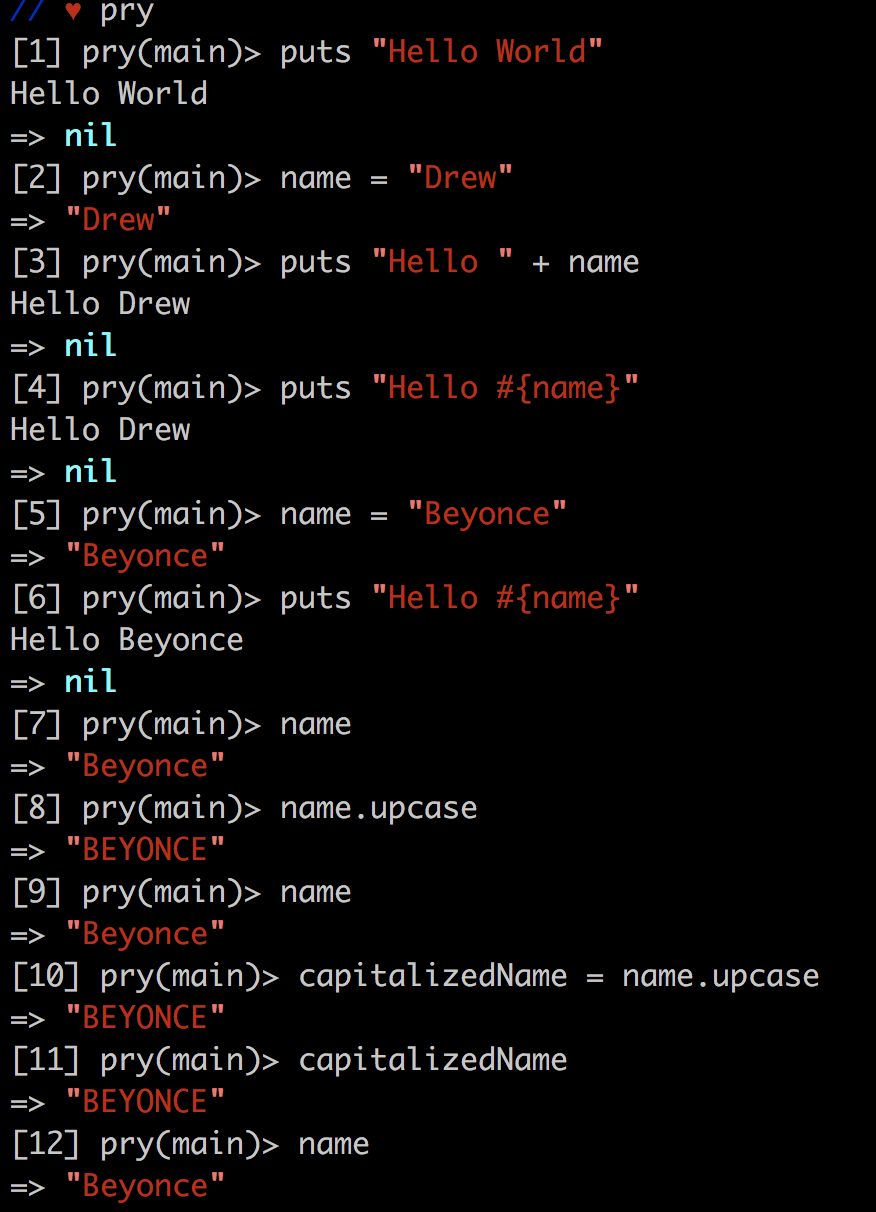 // ♥ pry
[1] pry(main)> puts "Hello World"
Hello World
=> nil
[2] pry(main)> name = "Drew"
=> "Drew"
[3] pry(main)> puts "Hello " + name
Hello Drew
=> nil
[4] pry(main)> puts "Hello #{name}"
Hello Drew
=> nil
[5] pry(main)> name = "Beyonce"
=> "Beyonce"
[6] pry(main)> puts "Hello #{name}"
Hello Beyonce
=> nil
[7] pry(main)> name
=> "Beyonce"
[8] pry(main)> name.upcase
=> "BEYONCE"
[9] pry(main)> name
=> "Beyonce"
[10] pry(main)> capitalizedName = name.upcase
=> "BEYONCE"
[11] pry(main)> capitalizedName
=> "BEYONCE"
[12] pry(main)> name
=> "Beyonce"